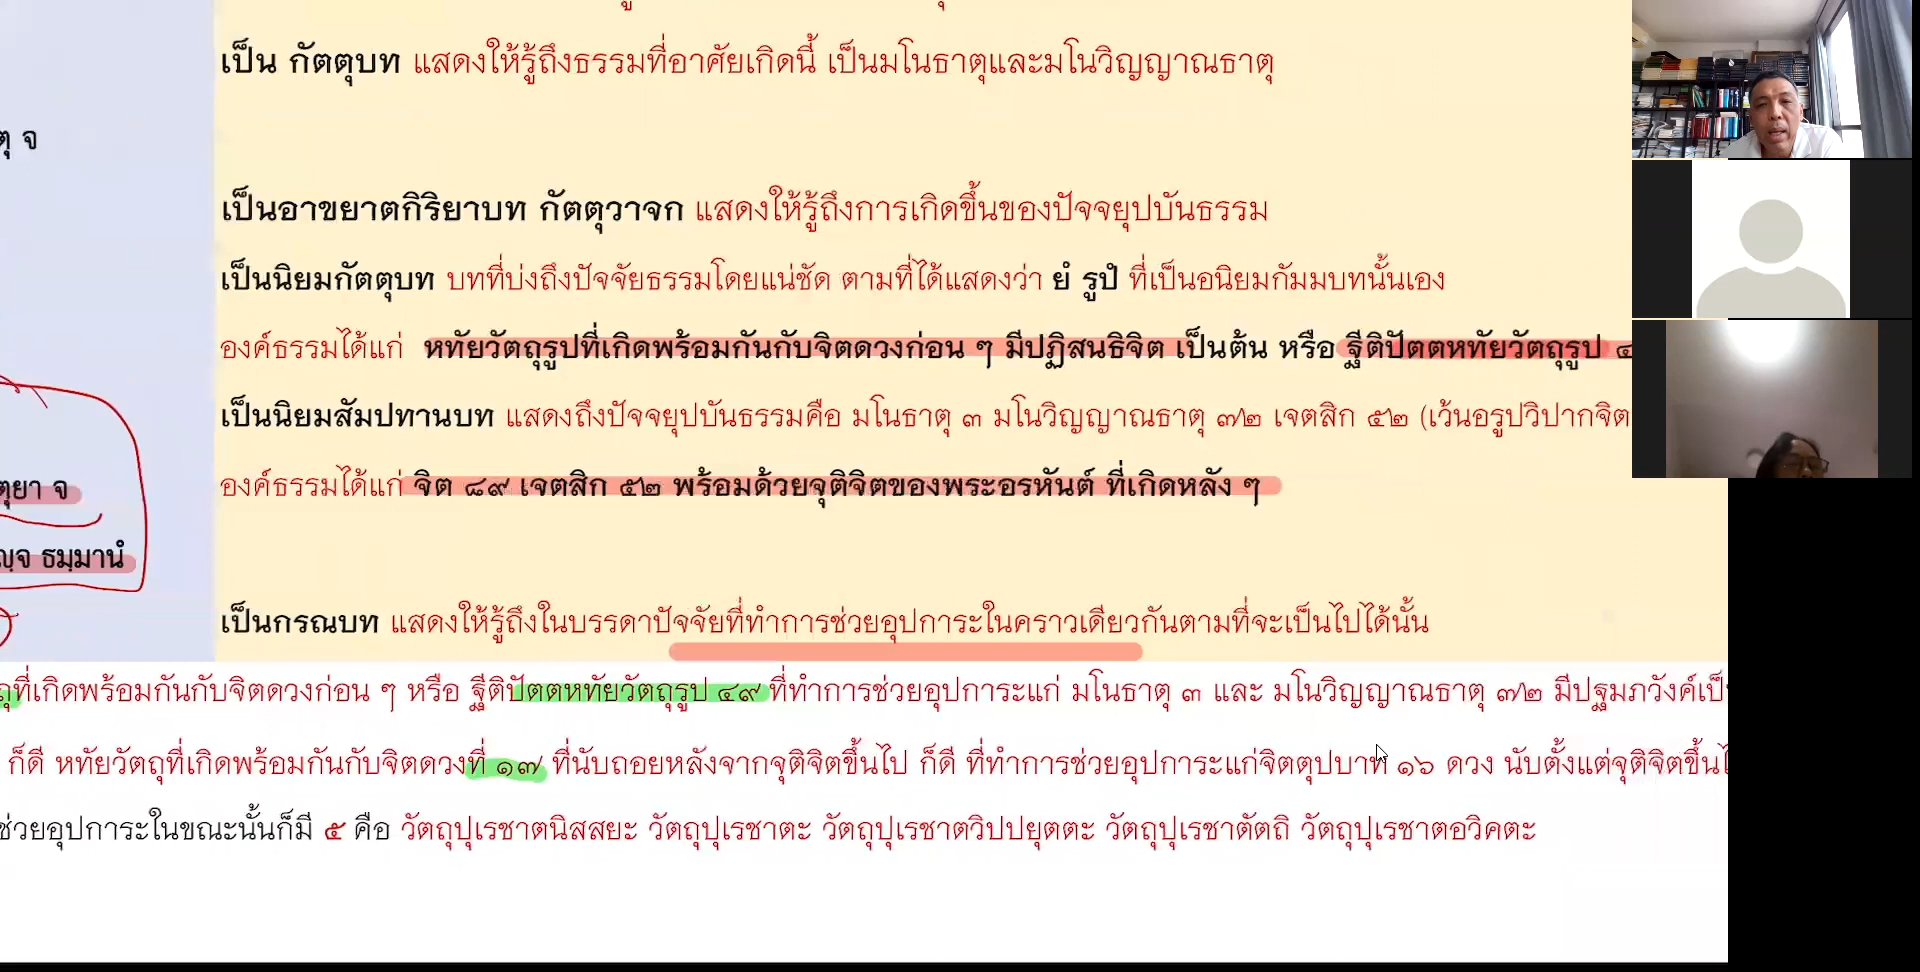 เป็น กัตตุบท แสดงให้รู้ถึงธรรมที่อาศัยเกิดนี้ เป็นมโนธาตุและมโนวิญญาณธาตุ
ตุ จ
เป็นอาขยาตกิริยาบท กัตตุวาจก แสดงให้รู้ถึงการเกิดขึ้นของปัจจยุปบันธรรม
เป็นนิยมกัตตุบท บทที่บ่งถึงปัจจัยธรรมโดยแน่ชัด ตามที่ได้แสดงว่า ยํ รูปํ ที่เป็นอนิยมกัมมบทนั้นเอง
องค์ธรรมได้แก่ หทัยวัตถุรูปที่เกิดพร้อมกันกับจิตดวงก่อน ๆ มีปฏิสนธิจิต เป็นต้น หรือ ฐีติปัตตหทัยวัตถุรูป ๔
เป็นนิยมสัมปทานบท แสดงถึงปัจจยุปบันธรรมคือ มโนธาตุ ๓ มโนวิญญาณธาตุ ๗๒ เจตสิก ๕๒ (เว้นอรูปวิปากจิต
องค์ธรรมได้แก่ จิต ๘๙ เจตสิก ๕๒ พร้อมด้วยจุติจิตของพระอรหันต์ ที่เกิดหลัง ๆ
ตุยา จ
ญฺจ ธมฺมานํ
เป็นกรณบท แสดงให้รู้ถึงในบรรดาปัจจัยที่ทำการช่วยอุปการะในคราวเดียวกันตามที่จะเป็นไปได้นั้น
ถุที่เกิดพร้อมกันกับจิตดวงก่อน ๆ หรือ ฐีติปัตตหทัยวัตถุรูป ๔๙ ที่ทำการช่วยอุปการะแก่ มโนธาตุ ๓ และ มโนวิญญาณธาตุ ๗๒ มีปฐมภวังค์เป็
ก็ดี หทัยวัตถุที่เกิดพร้อมกันกับจิตดวงที่ ๑๗ ที่นับถอยหลังจากจุติจิตขึ้นไป ก็ดี ที่ทำการช่วยอุปการะแก่จิตตุปบาท ๑๖ ดวง นับตั้งแต่จุติจิตขึ้นไ
ช่วยอุปการะในขณะนั้นก็มี ๕ คือ วัตถุปุเรชาตนิสสยะ วัตถุปุเรชาตะ วัตถุปุเรชาตวิปปยุตตะ วัตถุปุเรชาตัตถิ วัตถุปุเรชาตอวิคตะ